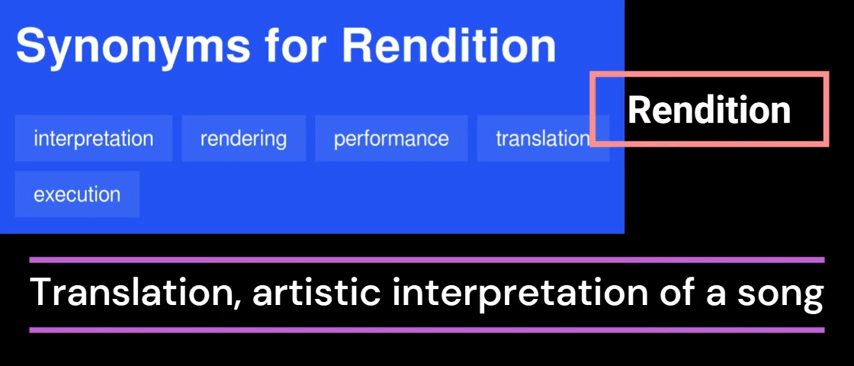 Synonyms for Rendition
Rendition
interpretation rendering performance translation
execution
Translation, artistic interpretation of a song